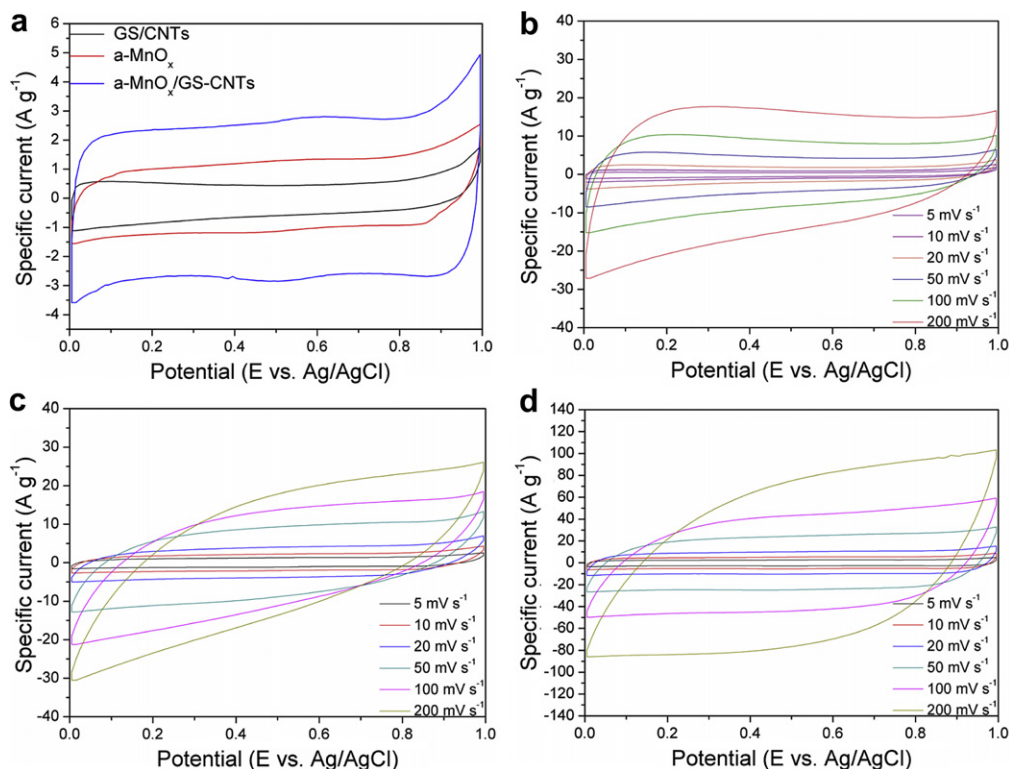 a
6
5
4
3
2
1
0
-1
-2
-3
-4
Specific current (A g⁻¹)
GS/CNTs
a-MnOₓ
a-MnOₓ/GS-CNTs
0.0 0.2 0.4 0.6 0.8 1.0
Potential (E vs. Ag/AgCl)
b
40
30
20
10
0
-10
-20
-30
-40
Specific current (A g⁻¹)
5 mV s⁻¹
10 mV s⁻¹
20 mV s⁻¹
50 mV s⁻¹
100 mV s⁻¹
200 mV s⁻¹
0.0 0.2 0.4 0.6 0.8 1.0
Potential (E vs. Ag/AgCl)
c
40
30
20
10
0
-10
-20
-30
-40
Specific current (A g⁻¹)
5 mV s⁻¹
10 mV s⁻¹
20 mV s⁻¹
50 mV s⁻¹
100 mV s⁻¹
200 mV s⁻¹
0.0 0.2 0.4 0.6 0.8 1.0
Potential (E vs. Ag/AgCl)
d
140
120
100
80
60
40
20
0
-20
-40
-60
-80
-100
-120
-140
Specific current (A g⁻¹)
5 mV s⁻¹
10 mV s⁻¹
20 mV s⁻¹
50 mV s⁻¹
100 mV s⁻¹
200 mV s⁻¹
0.0 0.2 0.4 0.6 0.8 1.0
Potential (E vs. Ag/AgCl)